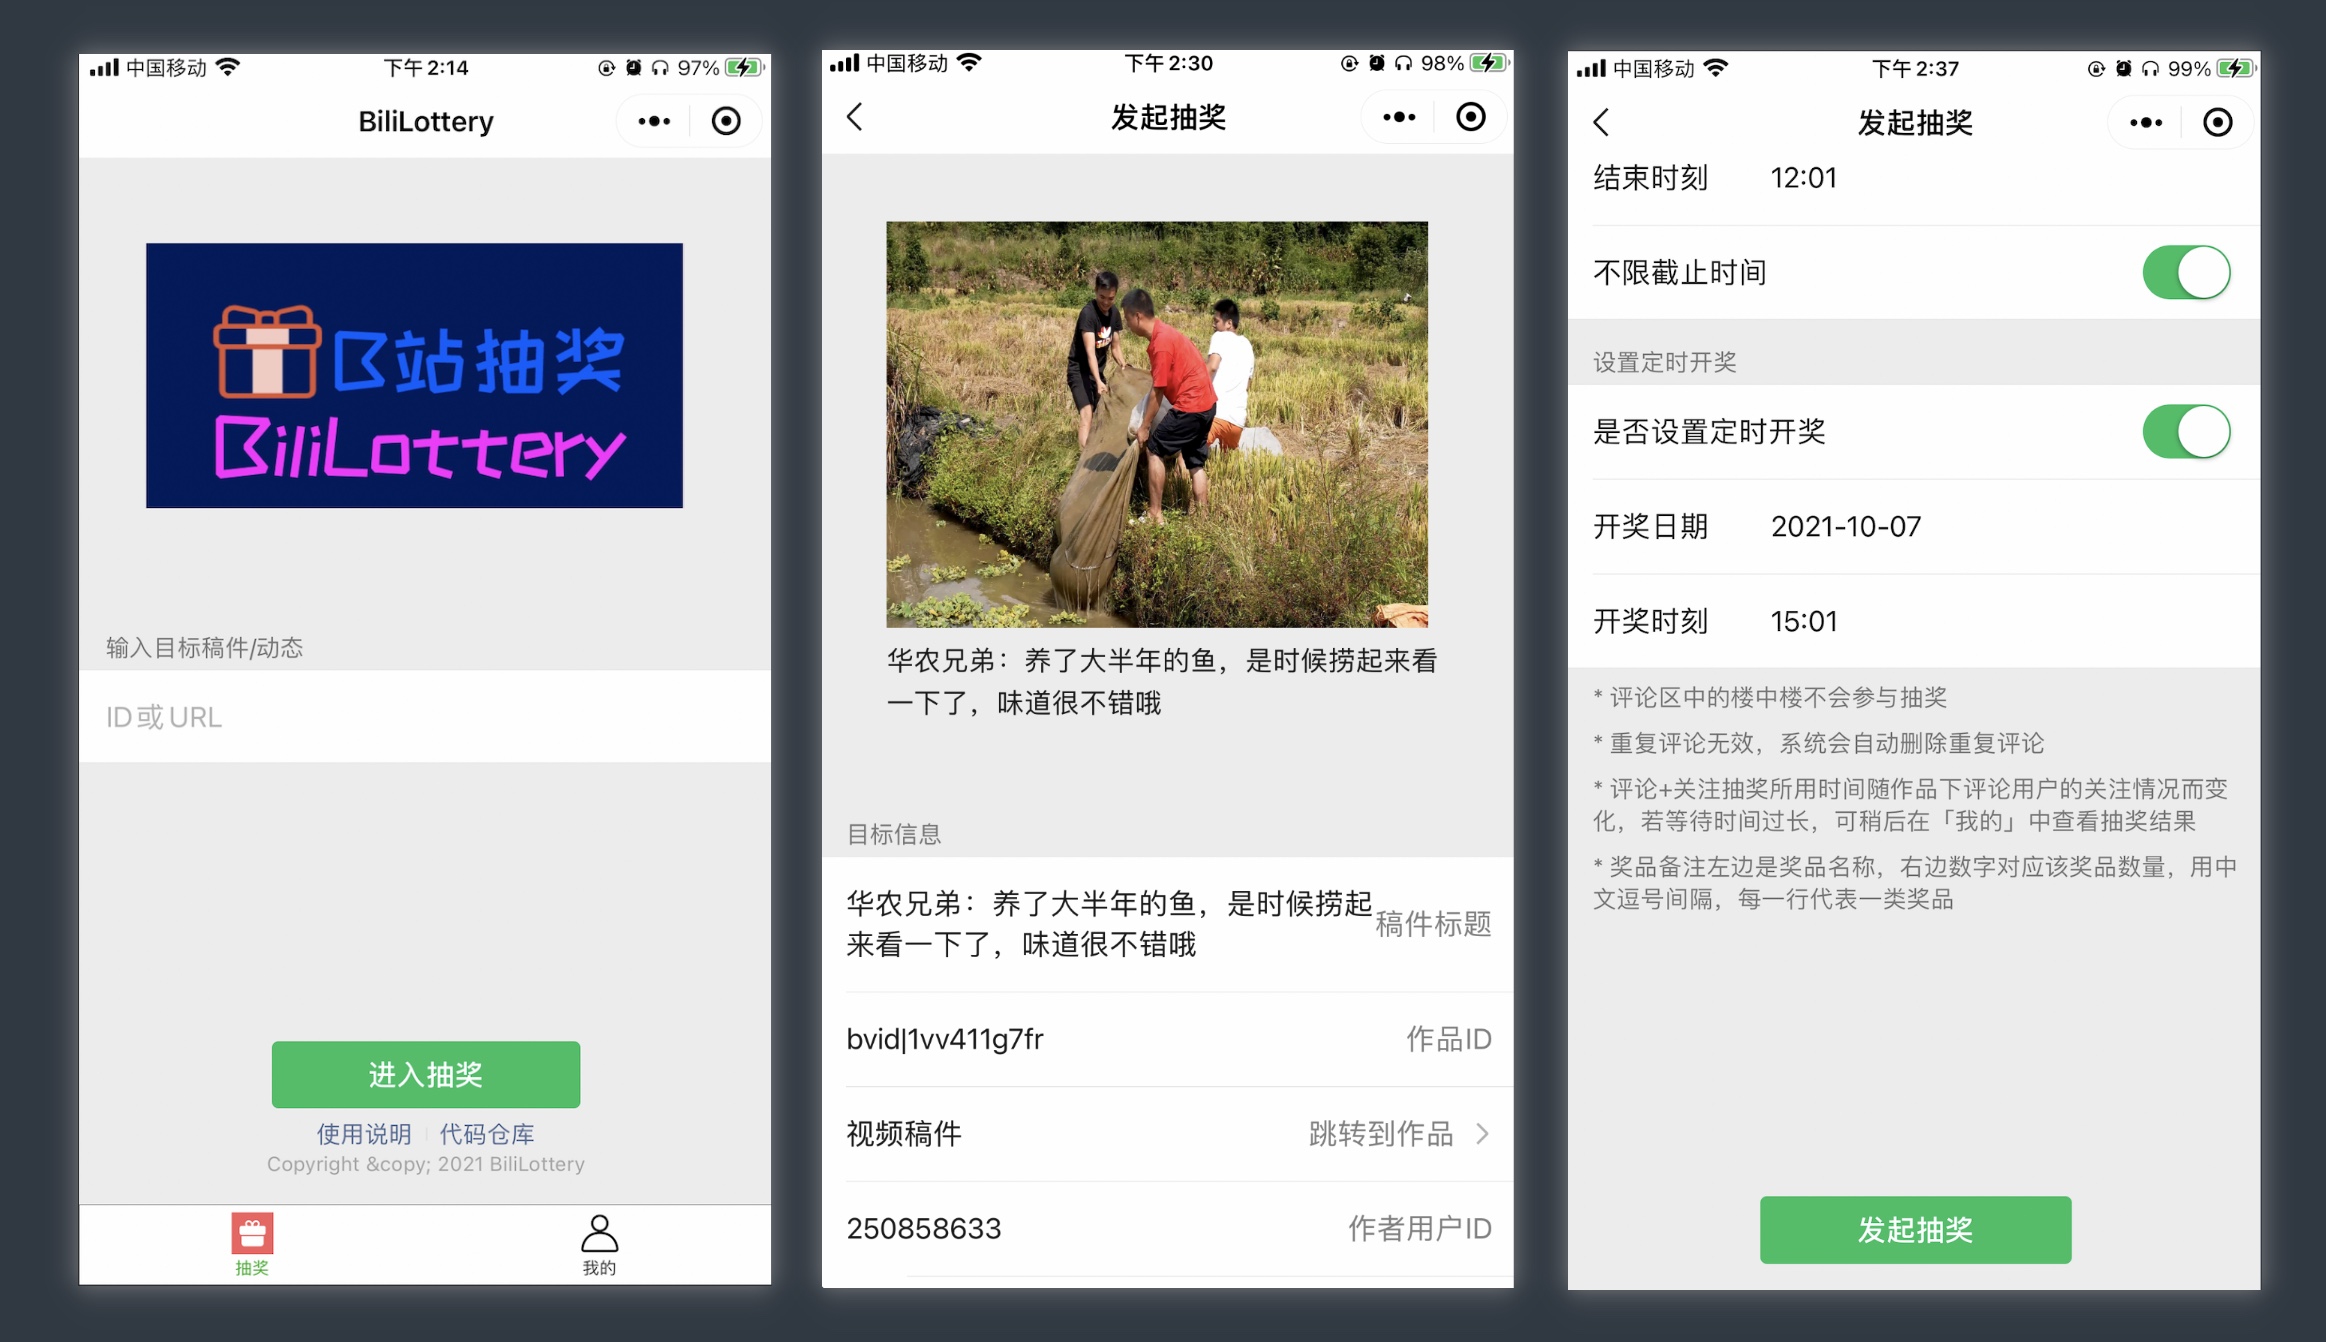 中国移动 下午2:14 97%
BiliLottery
B站抽奖
BiliLottery
输入目标稿件/动态
ID或URL
进入抽奖
使用说明 代码仓库
Copyright &copy; 2021 BiliLottery
抽奖 我的
中国移动 下午2:30 98%
发起抽奖
华农兄弟：养了大半年的鱼，是时候捞起来看
一下了，味道很不错哦
目标信息
华农兄弟：养了大半年的鱼，是时候捞起
来看一下了，味道很不错哦
稿件标题
bvid|1vv411g7fr 作品ID
视频稿件 跳转到作品
250858633 作者用户ID
中国移动 下午2:37 99%
发起抽奖
结束时刻 12:01
不限截止时间
设置定时开奖
是否设置定时开奖
开奖日期 2021-10-07
开奖时刻 15:01
* 评论区中的楼中楼不会参与抽奖
* 重复评论无效，系统会自动删除重复评论
* 评论+关注抽奖所用时间随作品下评论用户的关注情况而变
化，若等待时间过长，可稍后在「我的」中查看抽奖结果
* 奖品备注左边是奖品名称，右边数字对应该奖品数量，用中
文逗号间隔，每一行代表一类奖品
发起抽奖